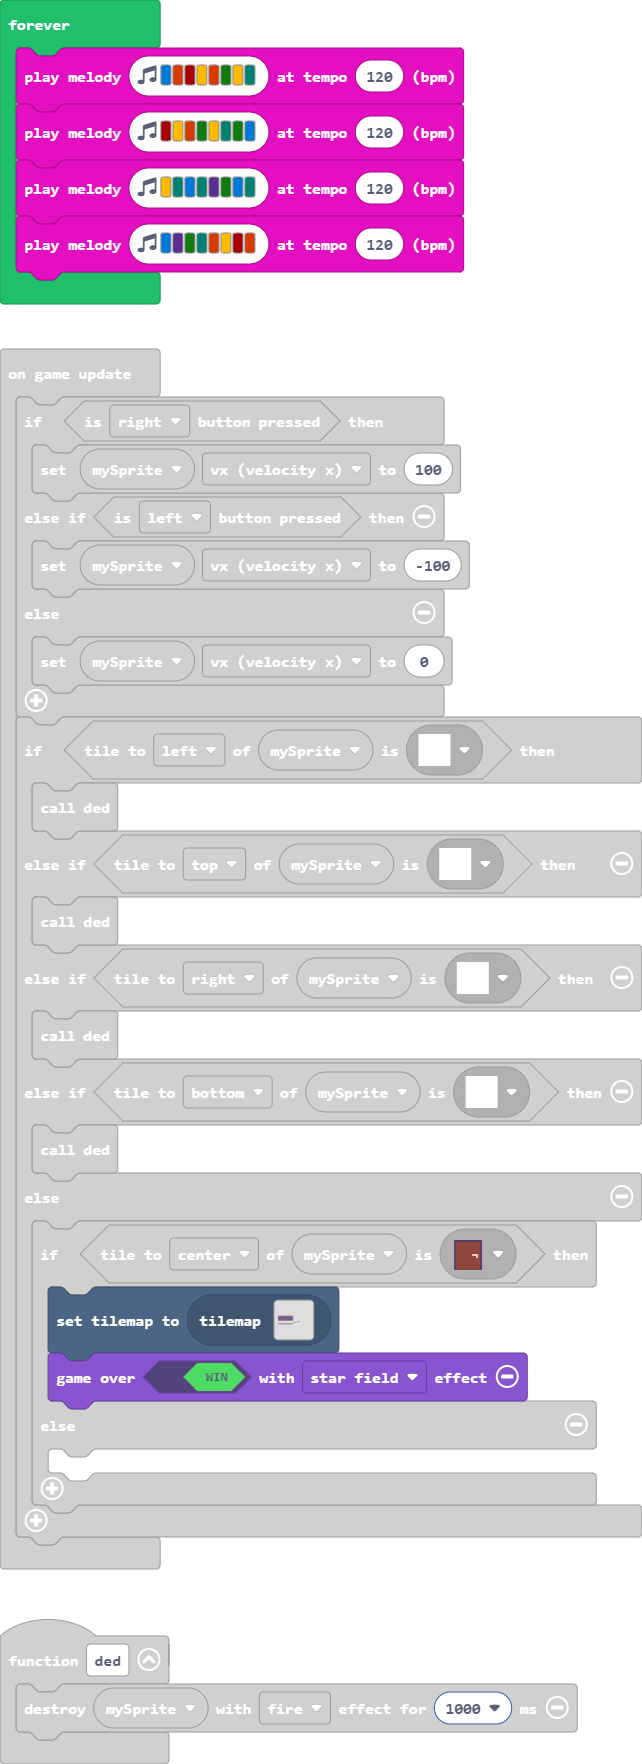 forever
play melody at tempo 120 (bpm)
play melody at tempo 120 (bpm)
play melody at tempo 120 (bpm)
play melody at tempo 120 (bpm)
on game update
if is right button pressed then
set mySprite vx (velocity x) to 100
else if is left button pressed then
set mySprite vx (velocity x) to -100
else
set mySprite vx (velocity x) to 0
if tile to left of mySprite is then
call ded
else if tile to top of mySprite is then
call ded
else if tile to right of mySprite is then
call ded
else if tile to bottom of mySprite is then
call ded
else
if tile to center of mySprite is then
set tilemap to tilemap
game over WIN with star field effect
else
function ded
destroy mySprite with fire effect for 1000 ms